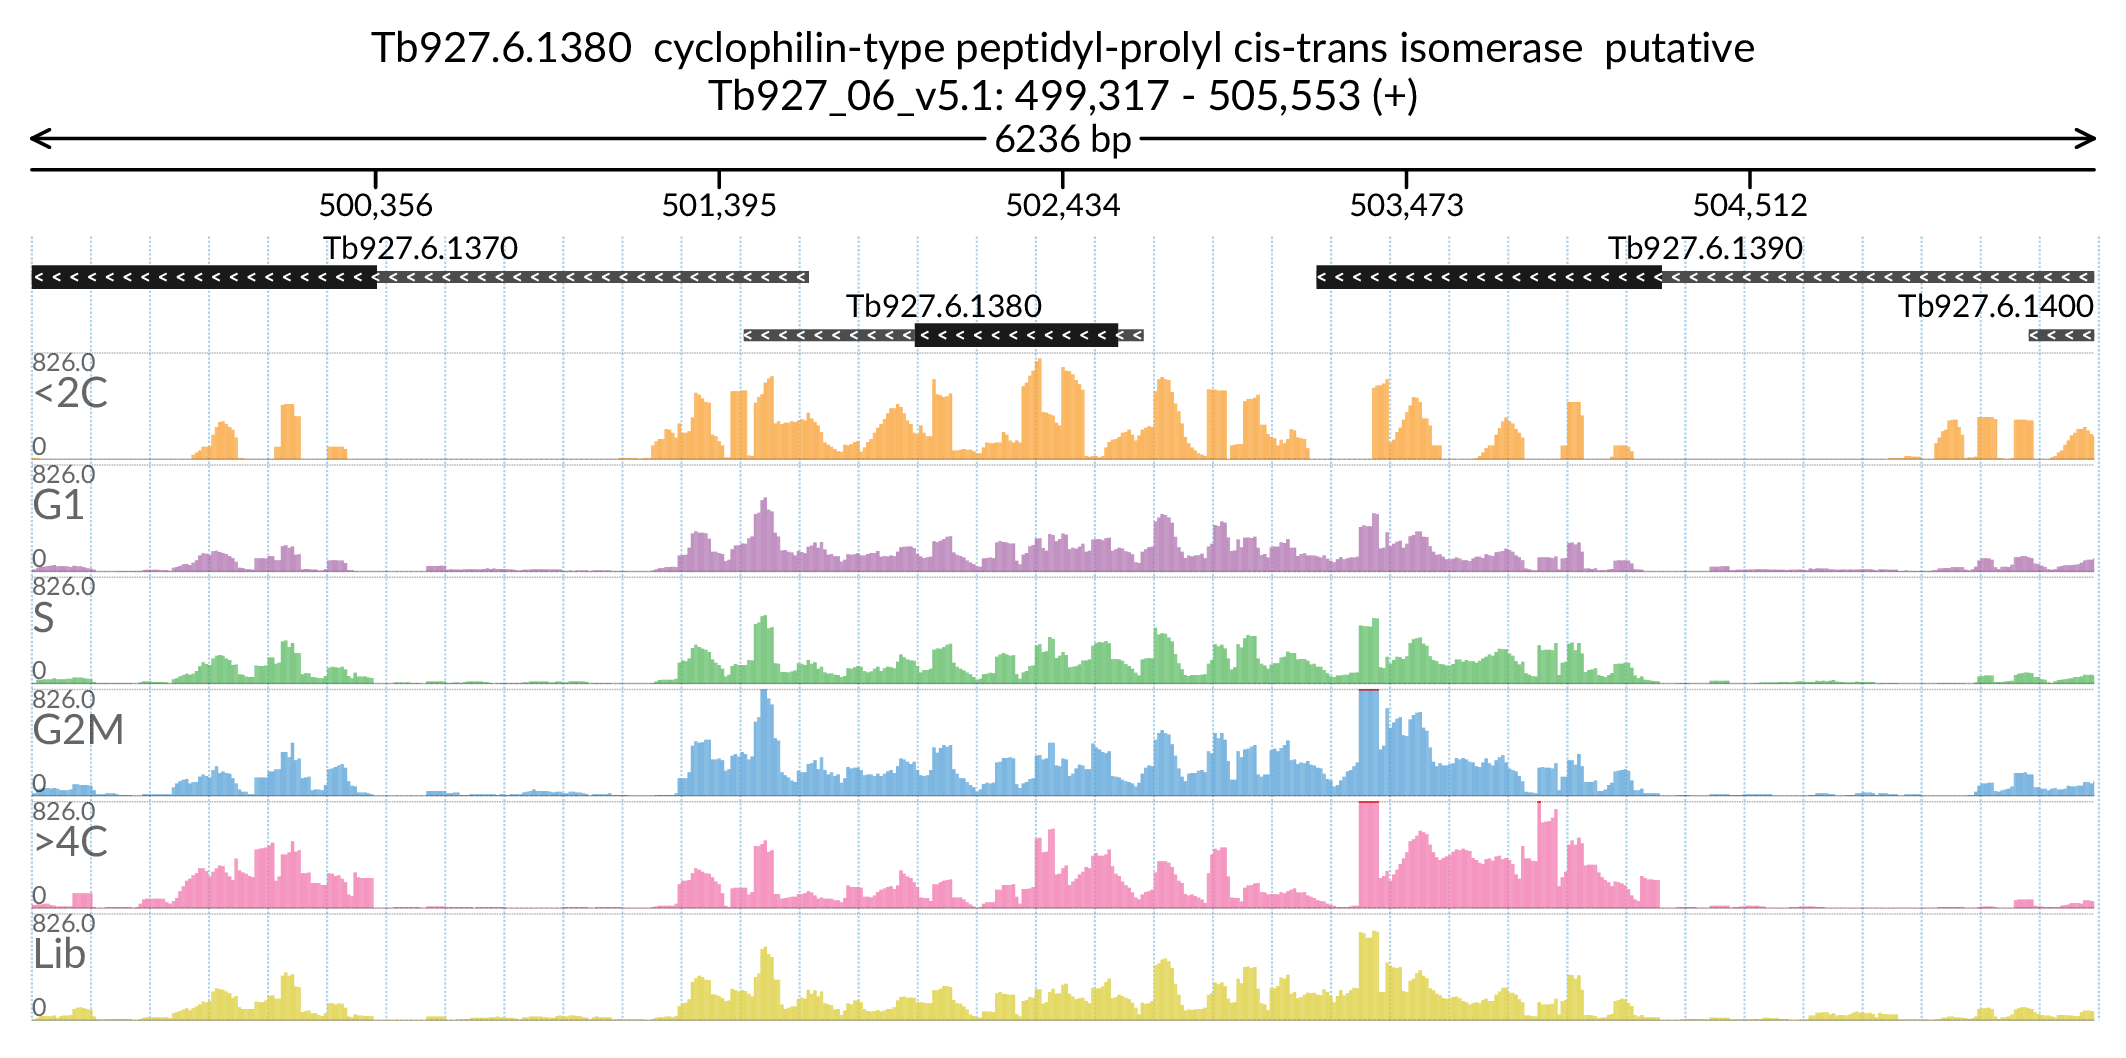 Tb927.6.1380  cyclophilin-type peptidyl-prolyl cis-trans isomerase  putative
Tb927_06_v5.1: 499,317 - 505,553 (+)
6236 bp
500,356 501,395 502,434 503,473 504,512
Tb927.6.1370 Tb927.6.1390
Tb927.6.1380 Tb927.6.1400
826.0
<2C
0
826.0
G1
0
826.0
S
0
826.0
G2M
0
826.0
>4C
0
826.0
Lib
0